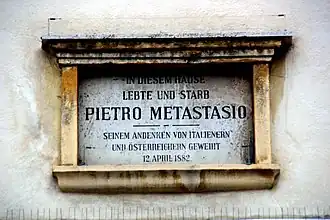 IN DIESEM HAUSE
LEBTE UND STARB
PIETRO METASTASIO
SEINEM ANDENKEN VON ITALIENERN
UND ÖSTERREICHERN GEWEIHT
12. APRIL 1882.